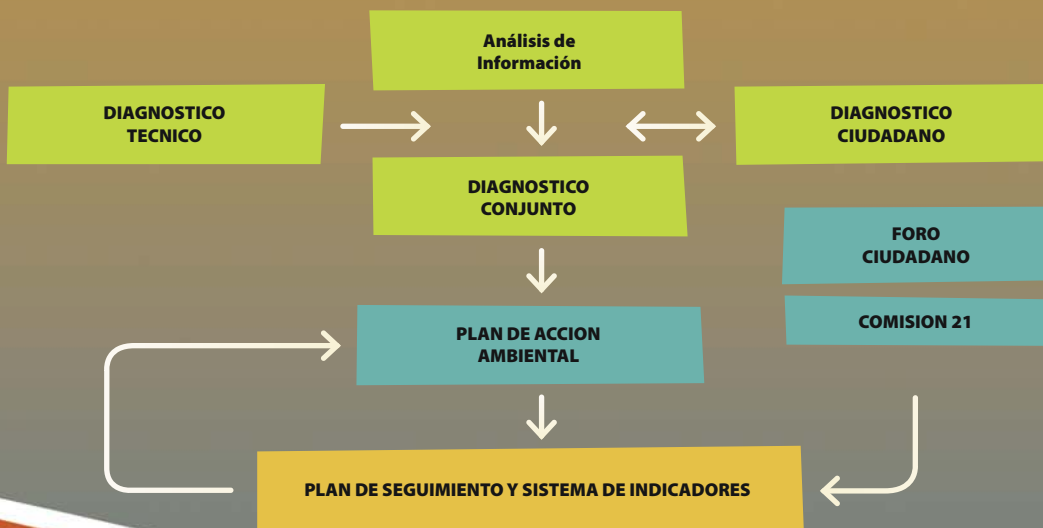 Análisis de
Información
DIAGNOSTICO
TECNICO
DIAGNOSTICO
CIUDADANO
DIAGNOSTICO
CONJUNTO
FORO
CIUDADANO
COMISION 21
PLAN DE ACCION
AMBIENTAL
PLAN DE SEGUIMIENTO Y SISTEMA DE INDICADORES